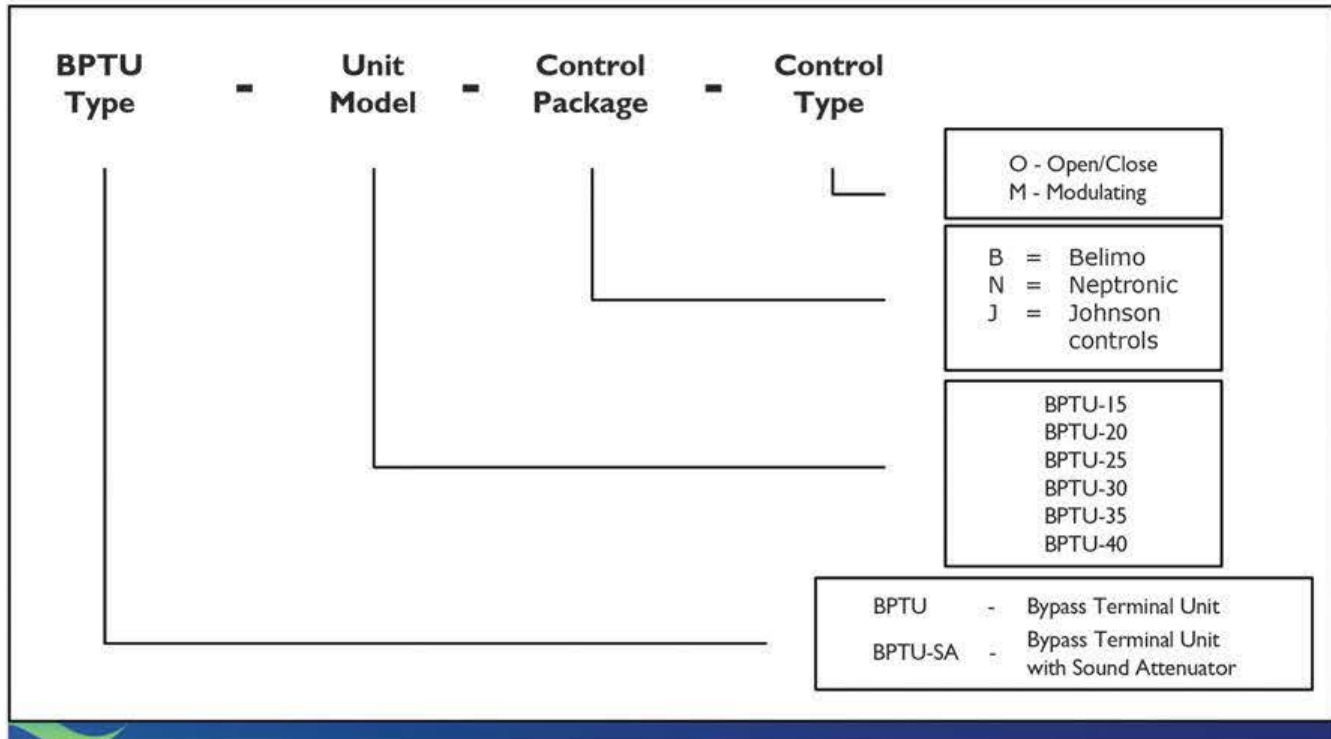 BPTU Type - Unit Model - Control Package - Control Type
O - Open/Close
M - Modulating
B = Belimo
N = Neptronic
J = Johnson
controls
BPTU-15
BPTU-20
BPTU-25
BPTU-30
BPTU-35
BPTU-40
BPTU - Bypass Terminal Unit
BPTU-SA - Bypass Terminal Unit
with Sound Attenuator